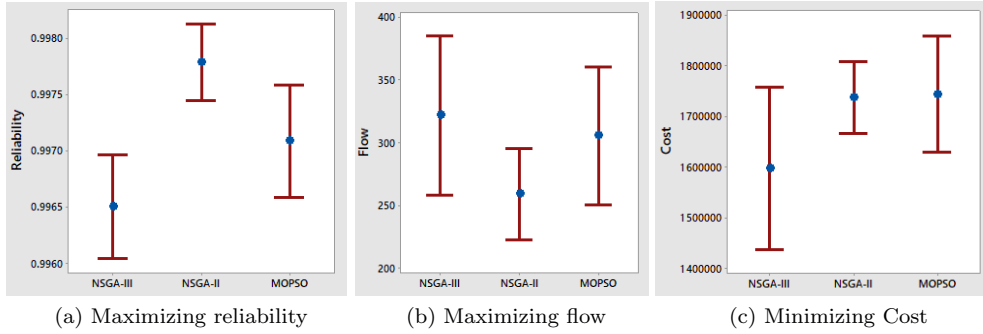 0.9980
0.9975
0.9970
0.9965
0.9960
Reliability
NSGA-III NSGA-II MOPSO
(a) Maximizing reliability
400
350
300
250
200
Flow
NSGA-III NSGA-II MOPSO
(b) Maximizing flow
1900000
1800000
1700000
1600000
1500000
1400000
Cost
NSGA-III NSGA-II MOPSO
(c) Minimizing Cost